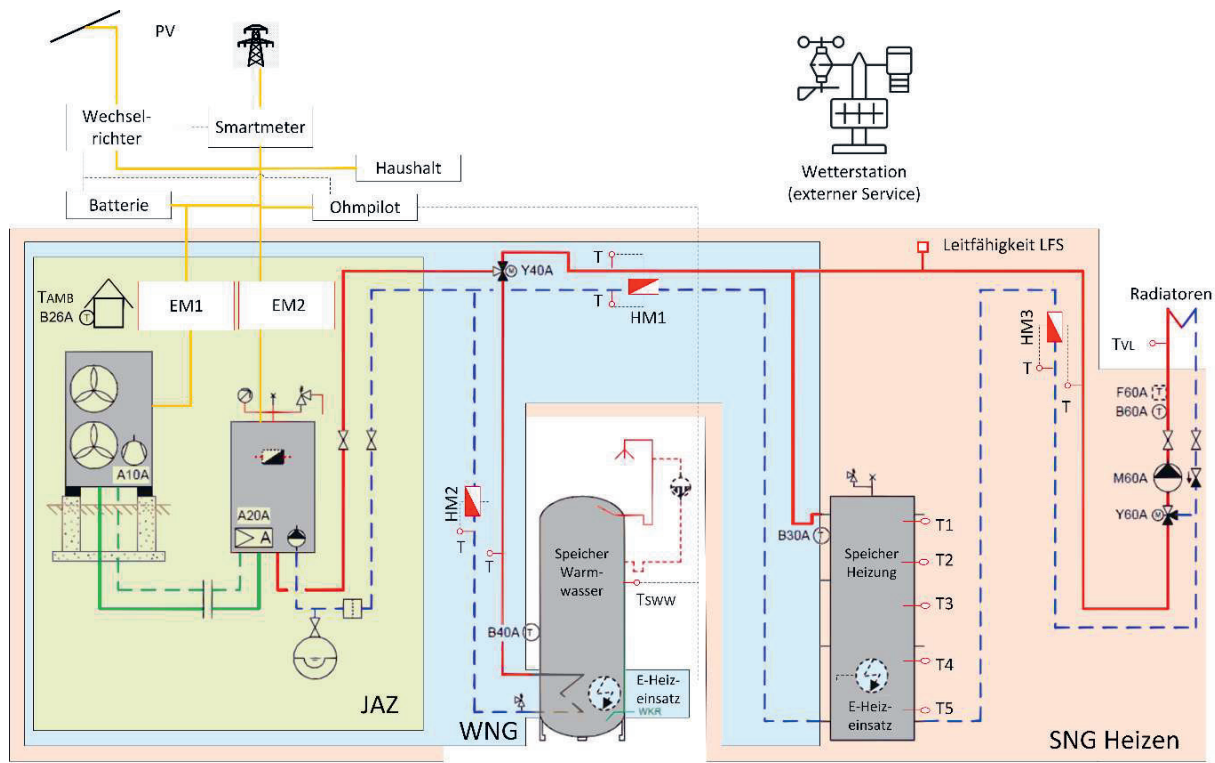 PV
Wechsel-
richter
Smartmeter
Haushalt
Batterie
Ohmpilot
Wetterstation
(externer Service)
Leitfähigkeit LFS
T
Y40A
TAMB
B26A T
EM1
EM2
T
HM1
HM3
Radiatoren
TVL
T
T
F60A T
B60A T
A10A
M60A
HM2
A20A
A
Y60A M
B30A T
T1
Speicher
Heizung
T2
Speicher
Warm-
wasser
T
T
Tsww
T3
B40A T
T4
E-Heiz-
einsatz
WKR
T5
E-Heiz-
einsatz
JAZ
WNG
SNG Heizen